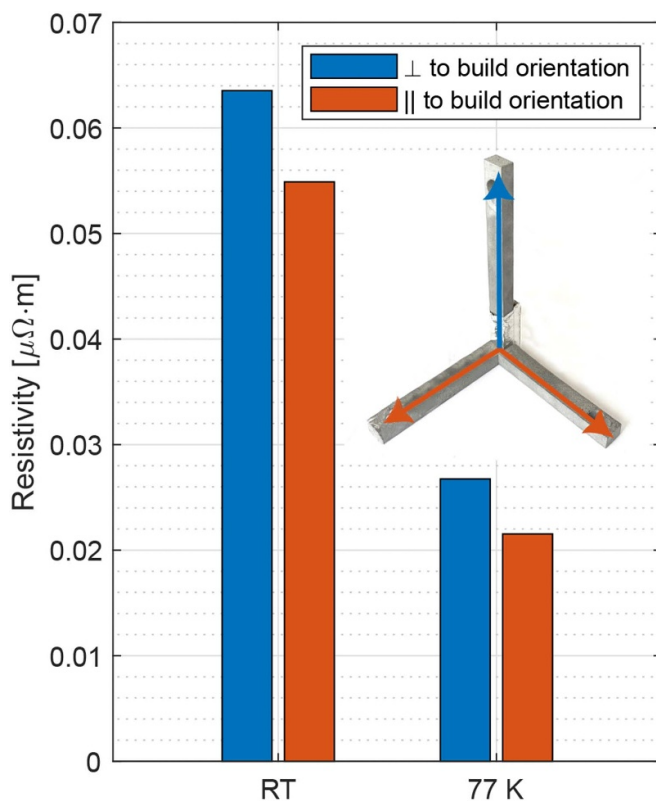 0.07
0.06
0.05
0.04
0.03
0.02
0.01
0
Resistivity [μΩ·m]
⊥ to build orientation
|| to build orientation
RT
77 K